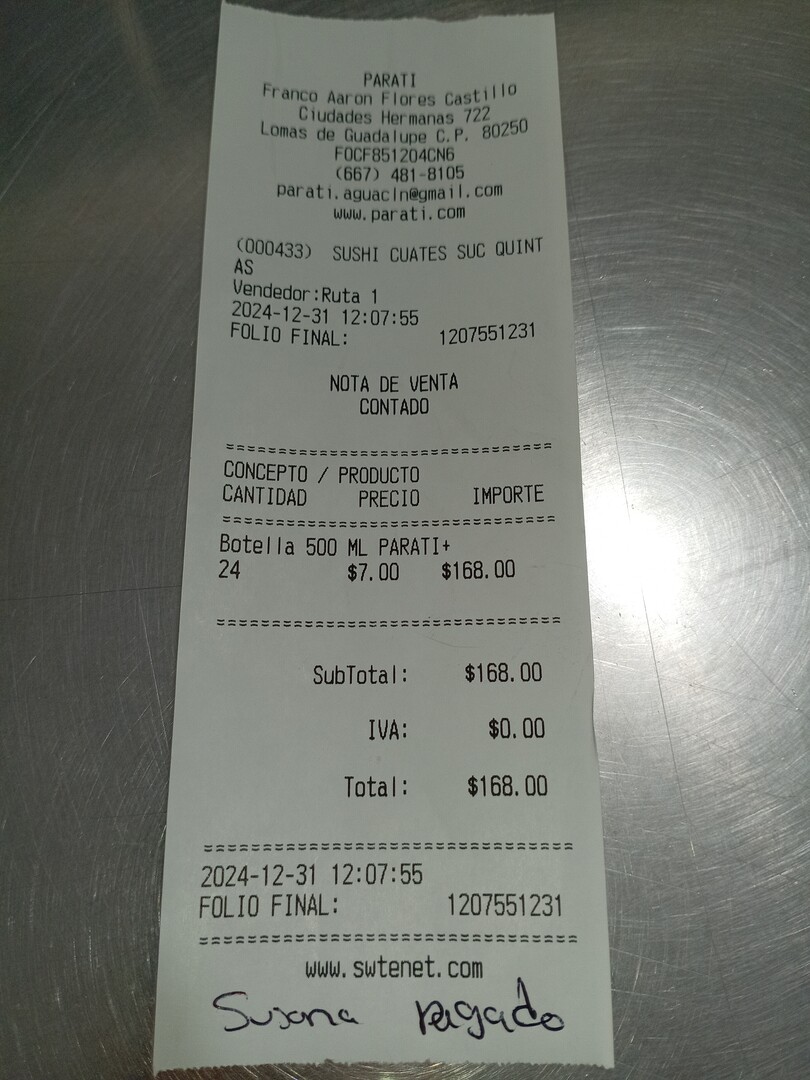 PARATI
Franco Aaron Flores Castillo
Ciudades Hermanas 722
Lomas de Guadalupe C.P. 80250
FOCF851204CN6
(667) 481-8105
parati.aguacln@gmail.com
www.parati.com
(000433) SUSHI CUATES SUC QUINT
AS
Vendedor:Ruta 1
2024-12-31 12:07:55
FOLIO FINAL: 1207551231
NOTA DE VENTA
CONTADO
===============================
CONCEPTO / PRODUCTO
CANTIDAD PRECIO IMPORTE
===============================
Botella 500 ML PARATI+
24 $7.00 $168.00
===============================
SubTotal: $168.00
IVA: $0.00
Total: $168.00
===============================
2024-12-31 12:07:55
FOLIO FINAL: 1207551231
===============================
www.swtenet.com
Susana pagado